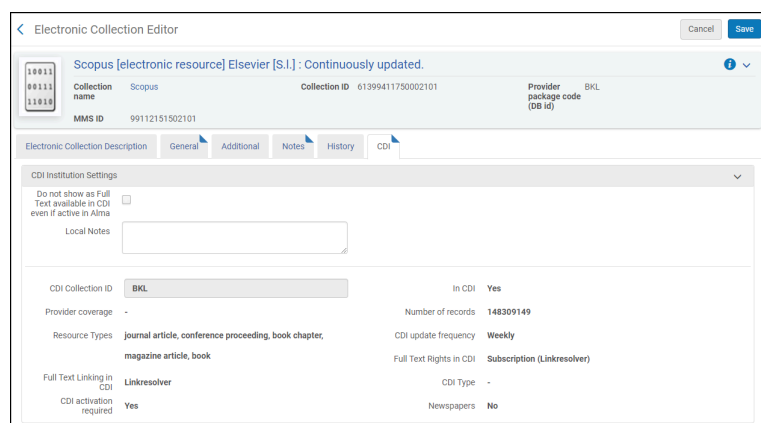 Electronic Collection Editor
Cancel
Save
10011
00111
11010
Scopus [electronic resource] Elsevier [S.l.] : Continuously updated.
Collection name Scopus
Collection ID 61399411750002101
Provider package code (DB id) BKL
MMS ID 99112151502101
Electronic Collection Description
General
Additional
Notes
History
CDI
CDI Institution Settings
Do not show as Full
Text available in CDI
even if active in Alma
Local Notes
CDI Collection ID BKL
In CDI Yes
Provider coverage -
Number of records 148309149
Resource Types journal article, conference proceeding, book chapter,
magazine article, book
CDI update frequency Weekly
Full Text Rights in CDI Subscription (Linkresolver)
Full Text Linking in
CDI Linkresolver
CDI Type -
CDI activation
required Yes
Newspapers No